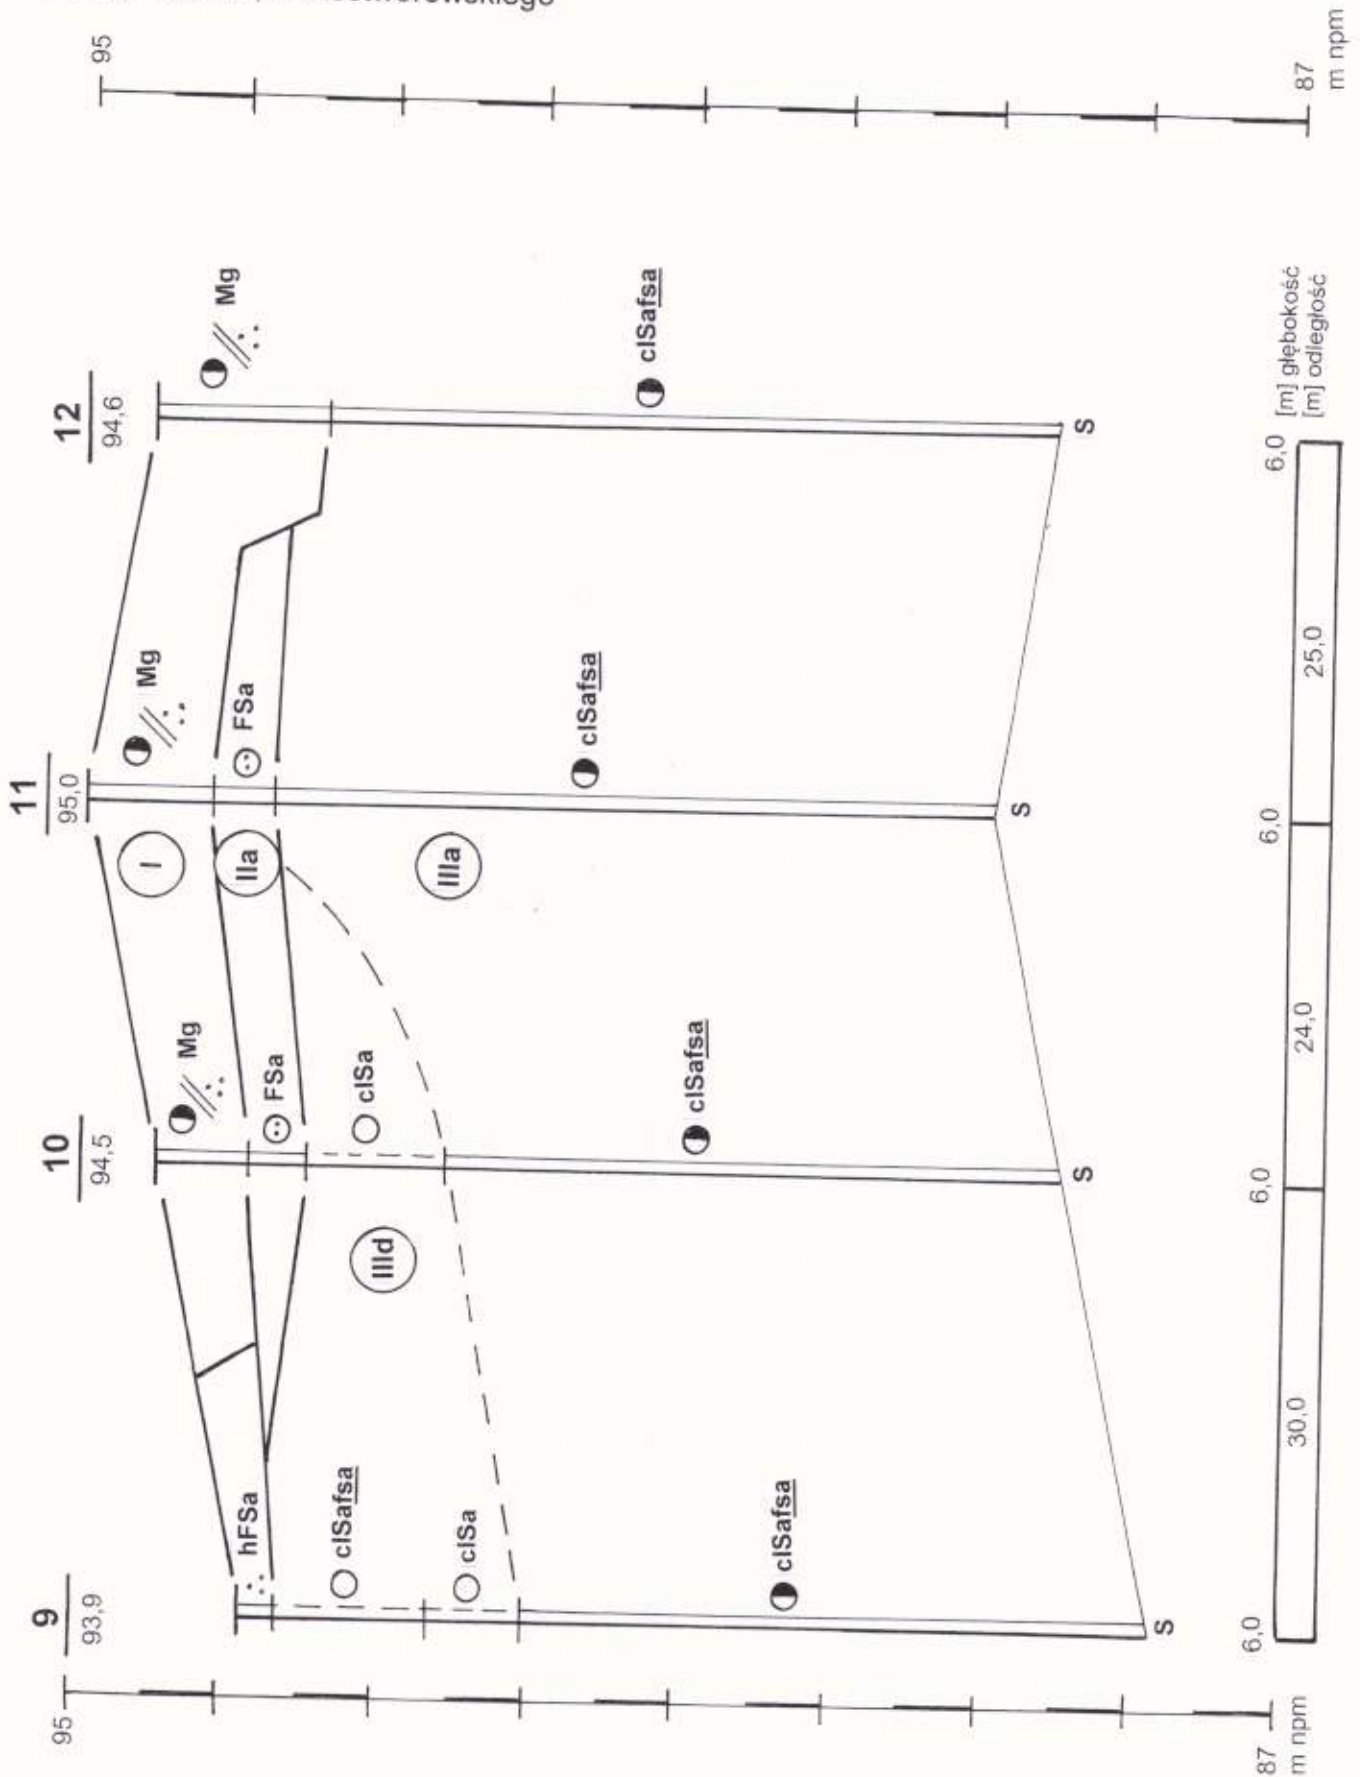 12
94,6
Mg
clSafsa
S
11
95,0
Mg
FSa
clSafsa
S
I
IIa
IIIa
10
94,5
Mg
FSa
clSa
clSafsa
S
IIId
9
93,9
hFSa
clSafsa
clSa
clSafsa
S
95
87
m npm
95
87
m npm
6,0
30,0
6,0
24,0
6,0
25,0
6,0
[m] głębokość
[m] odległość